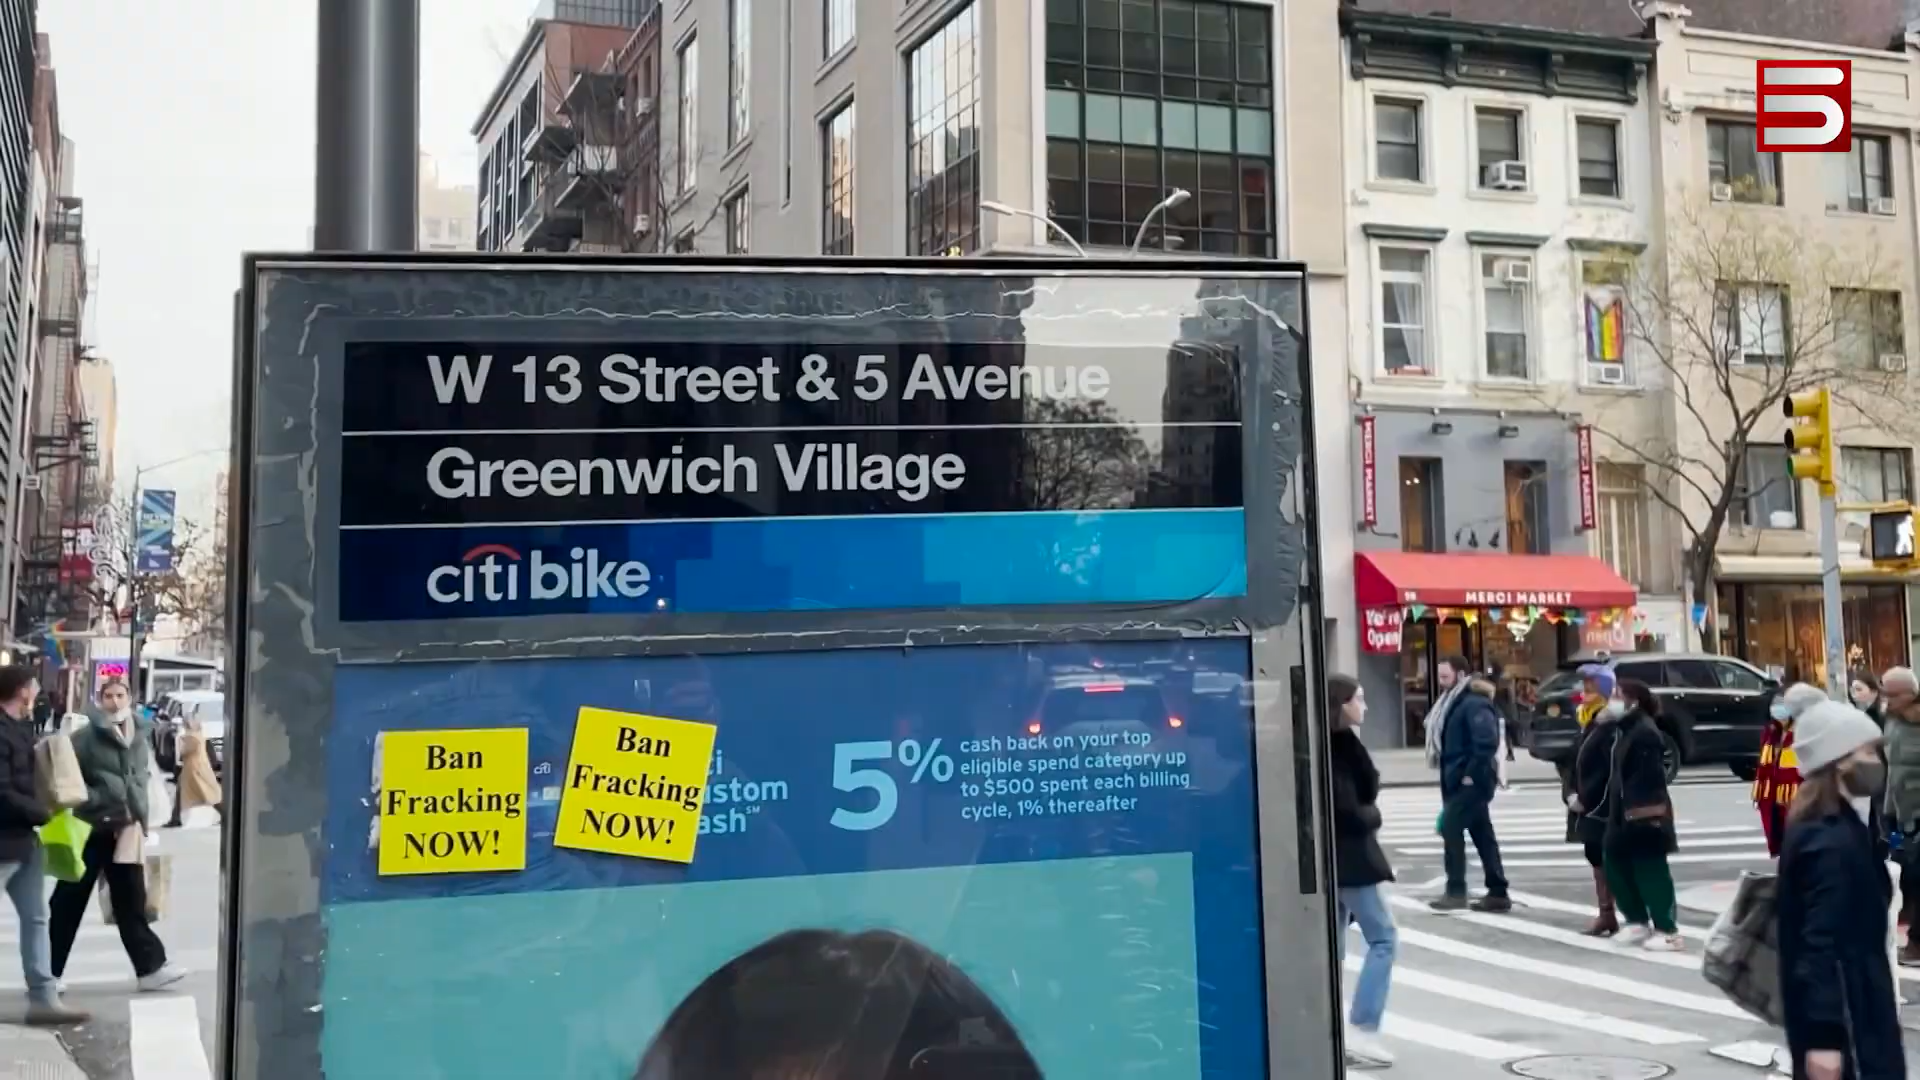 W 13 Street & 5 Avenue
Greenwich Village
citi bike
Ban
Fracking
NOW!
Ban
Fracking
NOW!
5%
cash back on your top
eligible spend category up
to $500 spent each billing
cycle, 1% thereafter
MERCI MARKET
MERCI MARKET
MERCI MARKET
We're
Open
Open
5